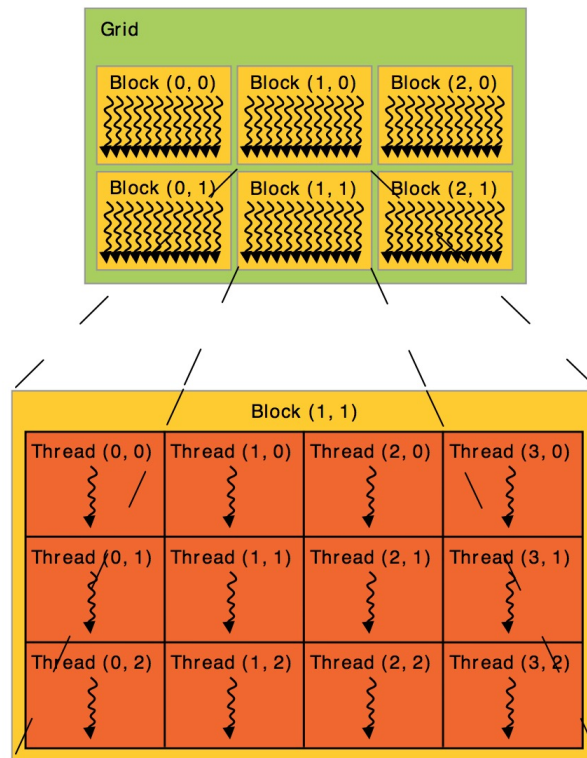 Grid
Block (0, 0) Block (1, 0) Block (2, 0)
Block (0, 1) Block (1, 1) Block (2, 1)
Block (1, 1)
Thread (0, 0) Thread (1, 0) Thread (2, 0) Thread (3, 0)
Thread (0, 1) Thread (1, 1) Thread (2, 1) Thread (3, 1)
Thread (0, 2) Thread (1, 2) Thread (2, 2) Thread (3, 2)